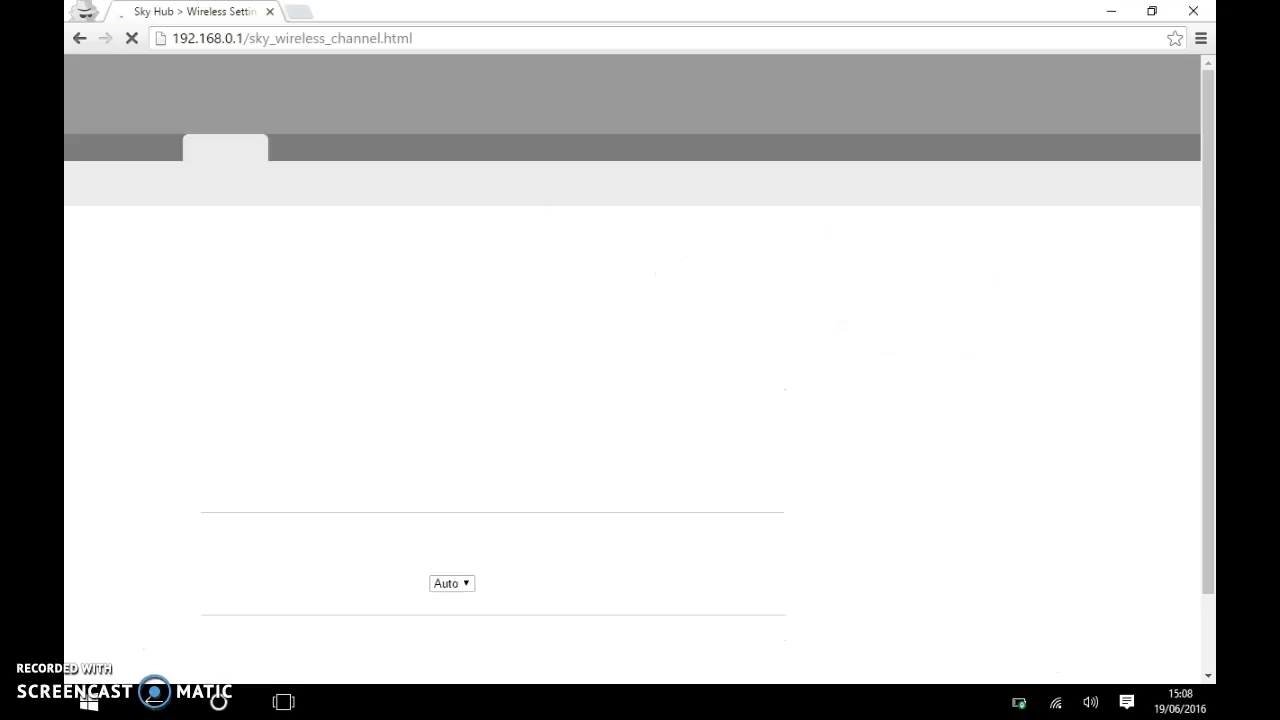 Sky Hub > Wireless Settin
192.168.0.1/sky_wireless_channel.html
Auto
RECORDED WITH
SCREENCAST MATIC
15:08
19/06/2016